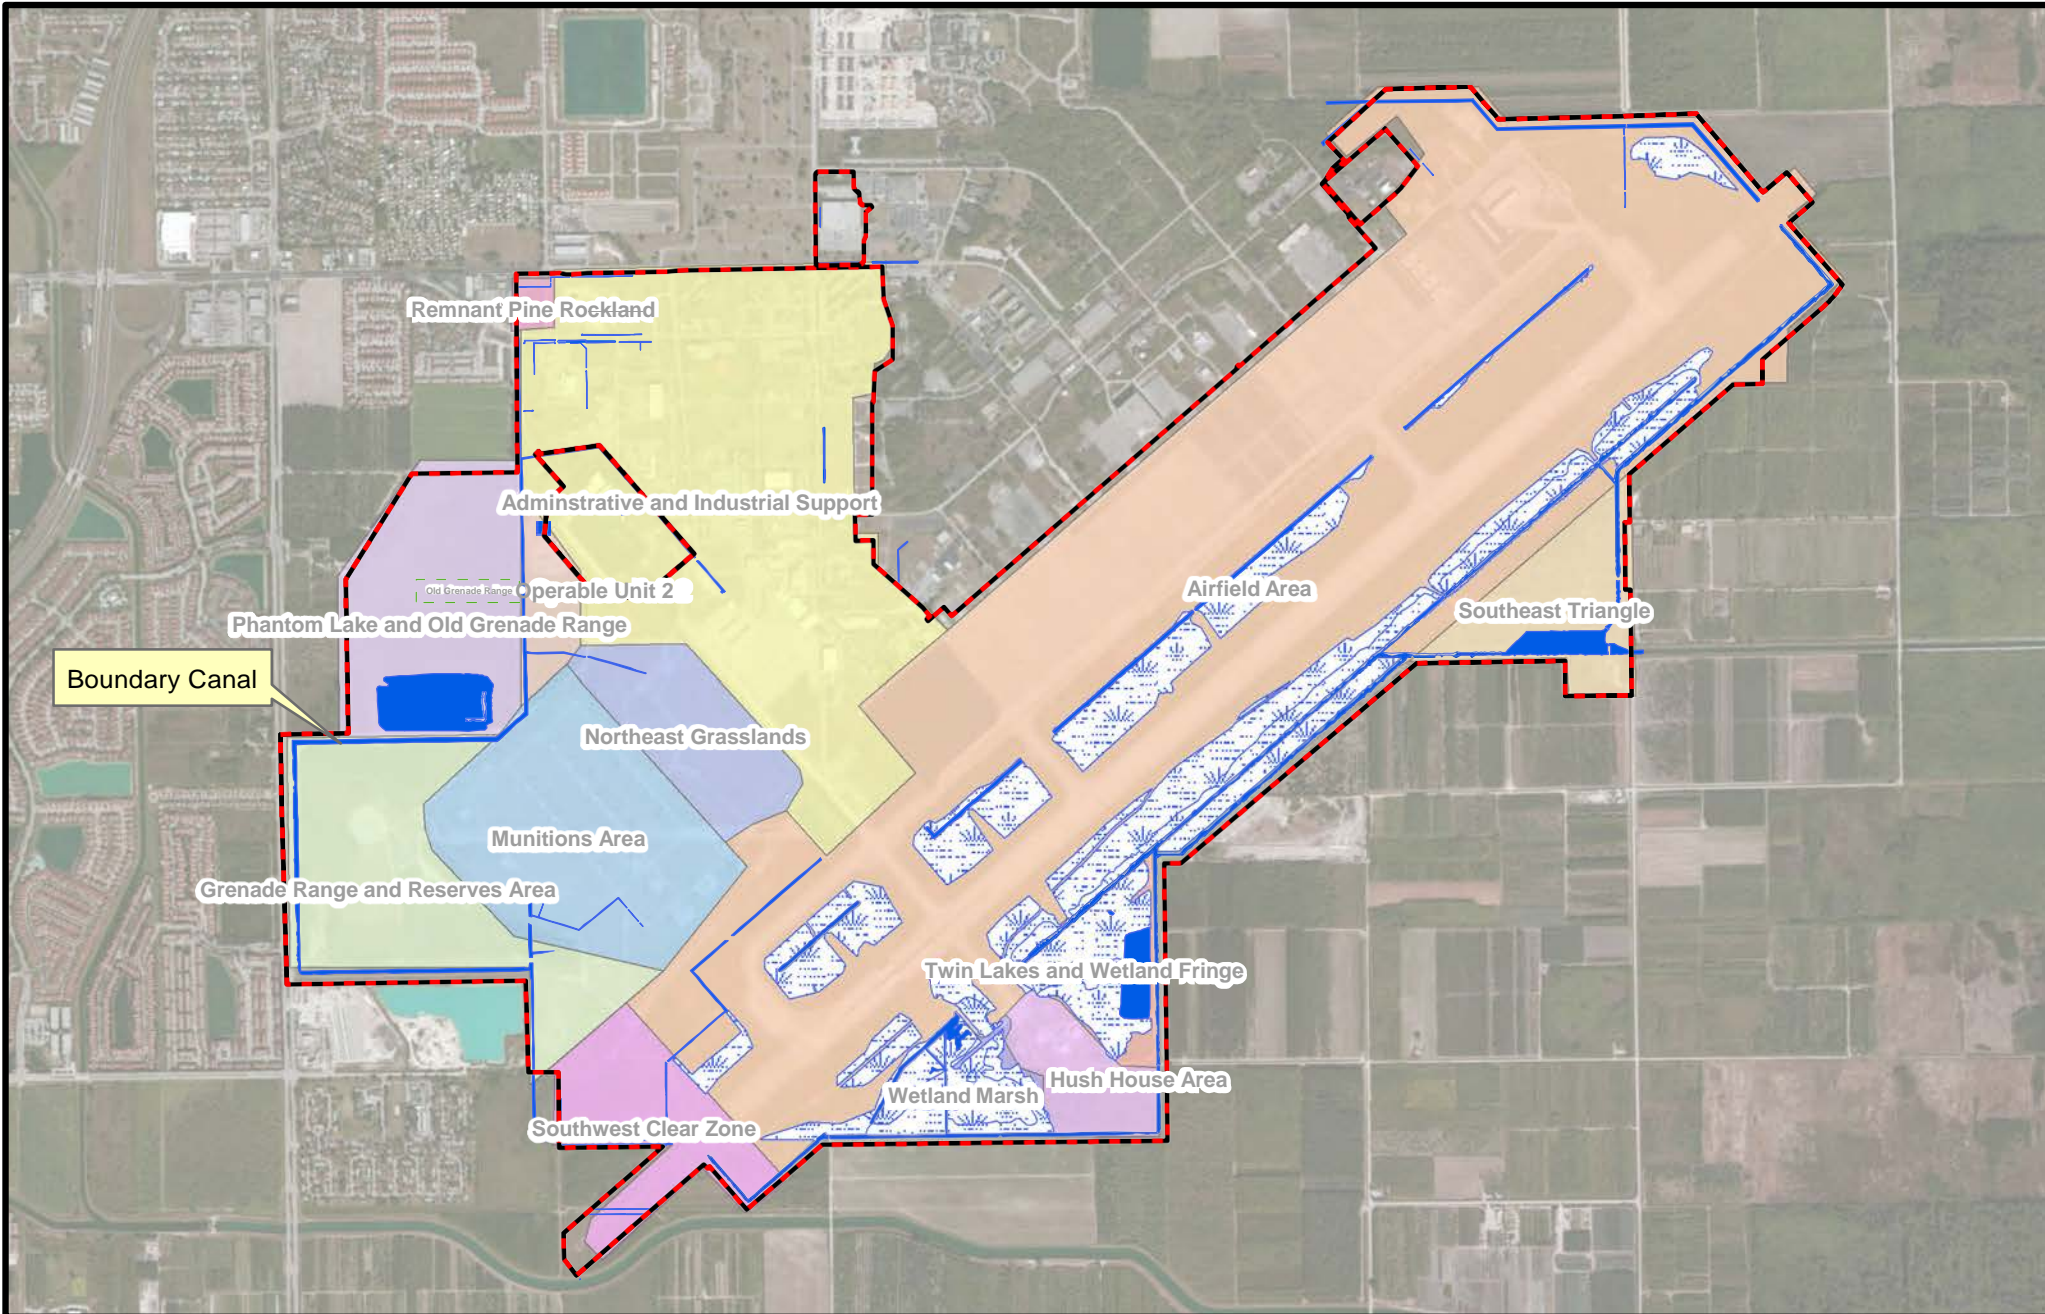 Remnant Pine Rockland
Adminstrative and Industrial Support
Old Grenade Range
Operable Unit 2
Airfield Area
Southeast Triangle
Phantom Lake and Old Grenade Range
Boundary Canal
Northeast Grasslands
Munitions Area
Grenade Range and Reserves Area
Twin Lakes and Wetland Fringe
Hush House Area
Wetland Marsh
Southwest Clear Zone